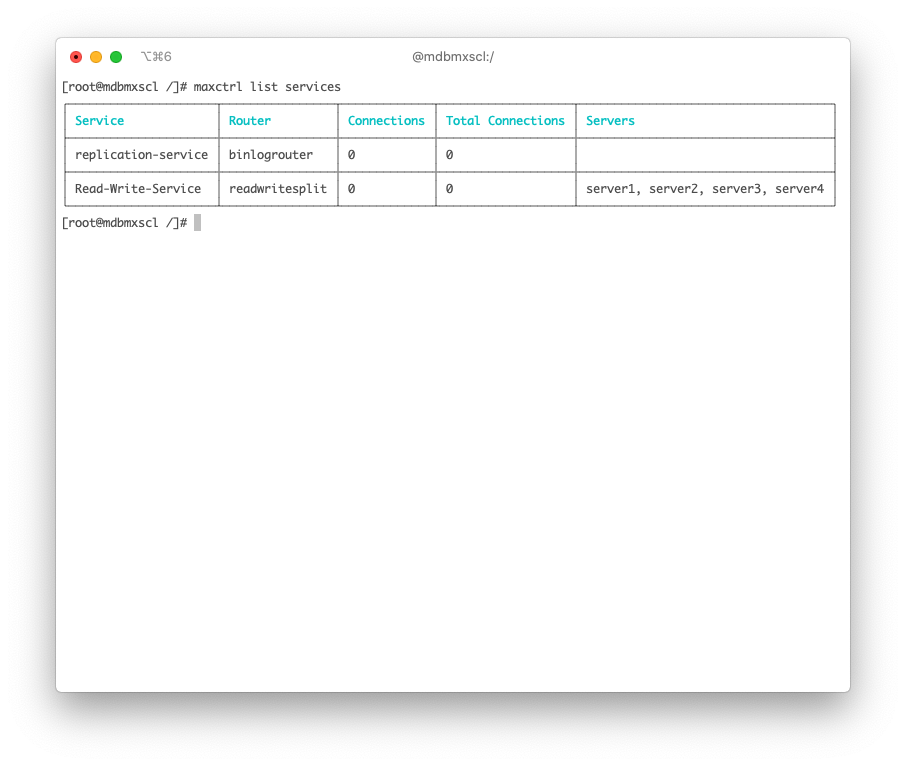 ⌥⌘6 @mdbmxscl:/
[root@mdbmxscl /]# maxctrl list services
Service Router Connections Total Connections Servers
replication-service binlogrouter 0 0
Read-Write-Service readwritesplit 0 0 server1, server2, server3, server4
[root@mdbmxscl /]#